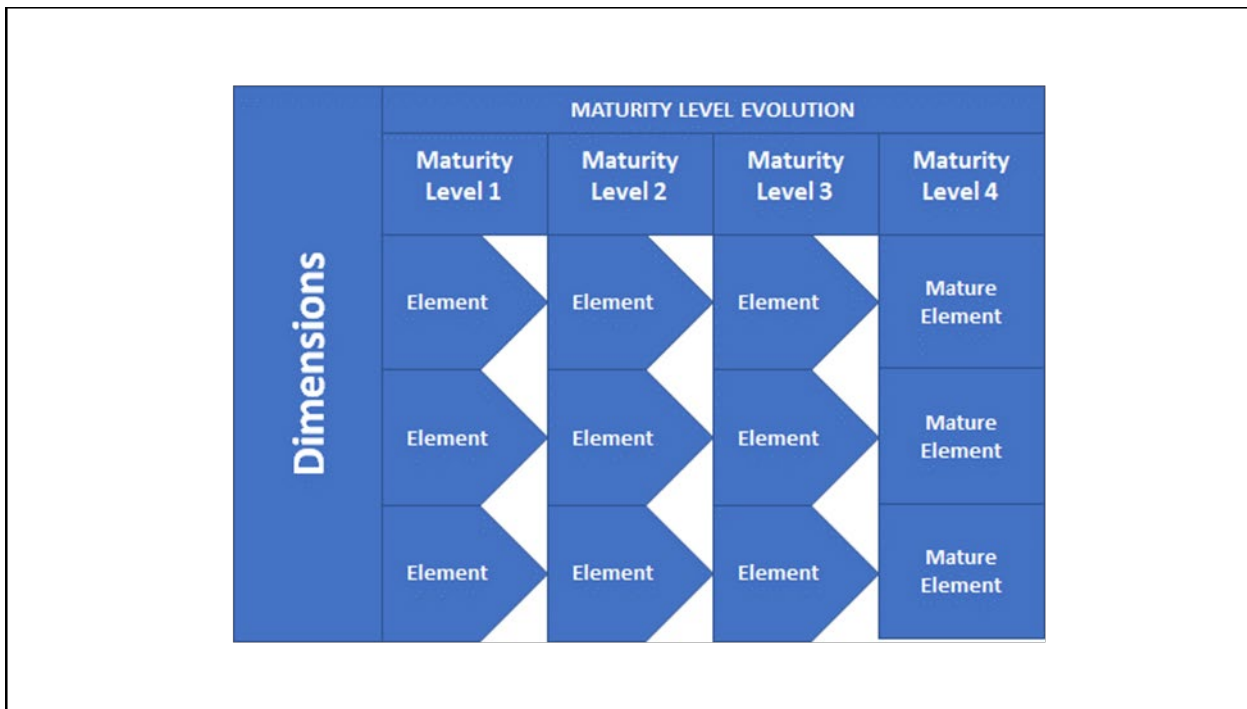 MATURITY LEVEL EVOLUTION
Maturity
Level 1
Maturity
Level 2
Maturity
Level 3
Maturity
Level 4
Dimensions
Element
Element
Element
Mature
Element
Element
Element
Element
Mature
Element
Element
Element
Element
Mature
Element